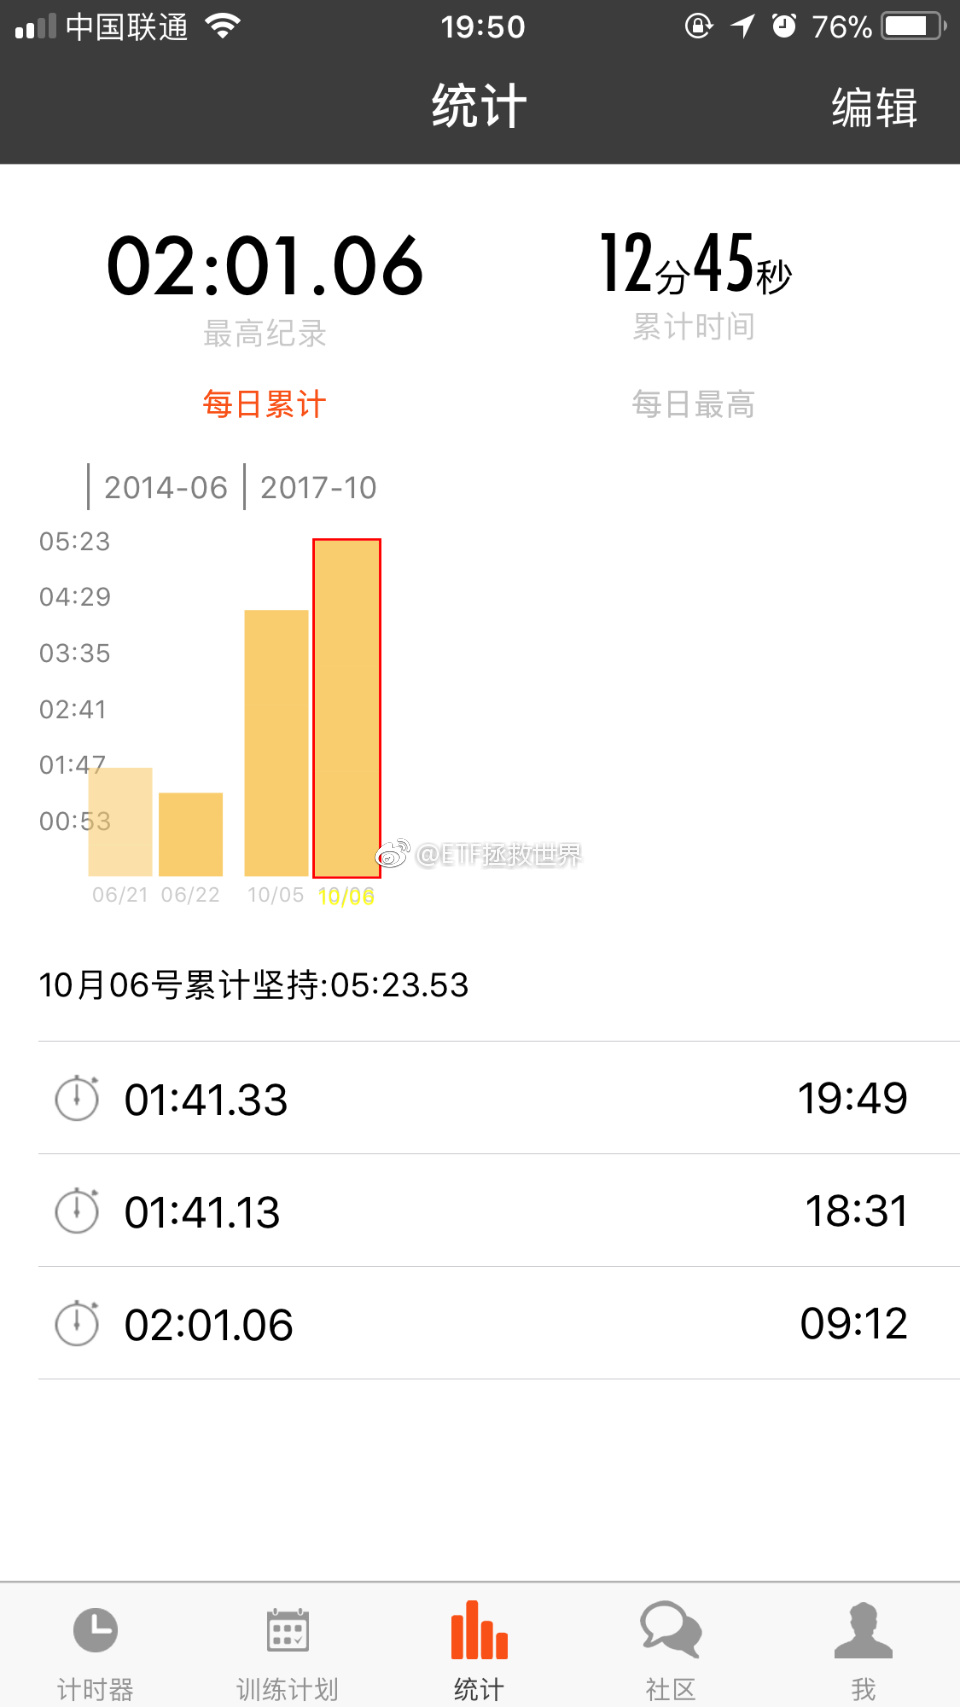 中国联通 19:50 76%
统计 编辑
02:01.06 12分45秒
最高纪录 累计时间
每日累计 每日最高
2014-06 2017-10
05:23
04:29
03:35
02:41
01:47
00:53
@ETF拯救世界
06/21 06/22 10/05 10/06
10月06号累计坚持:05:23.53
01:41.33 19:49
01:41.13 18:31
02:01.06 09:12
计时器 训练计划 统计 社区 我